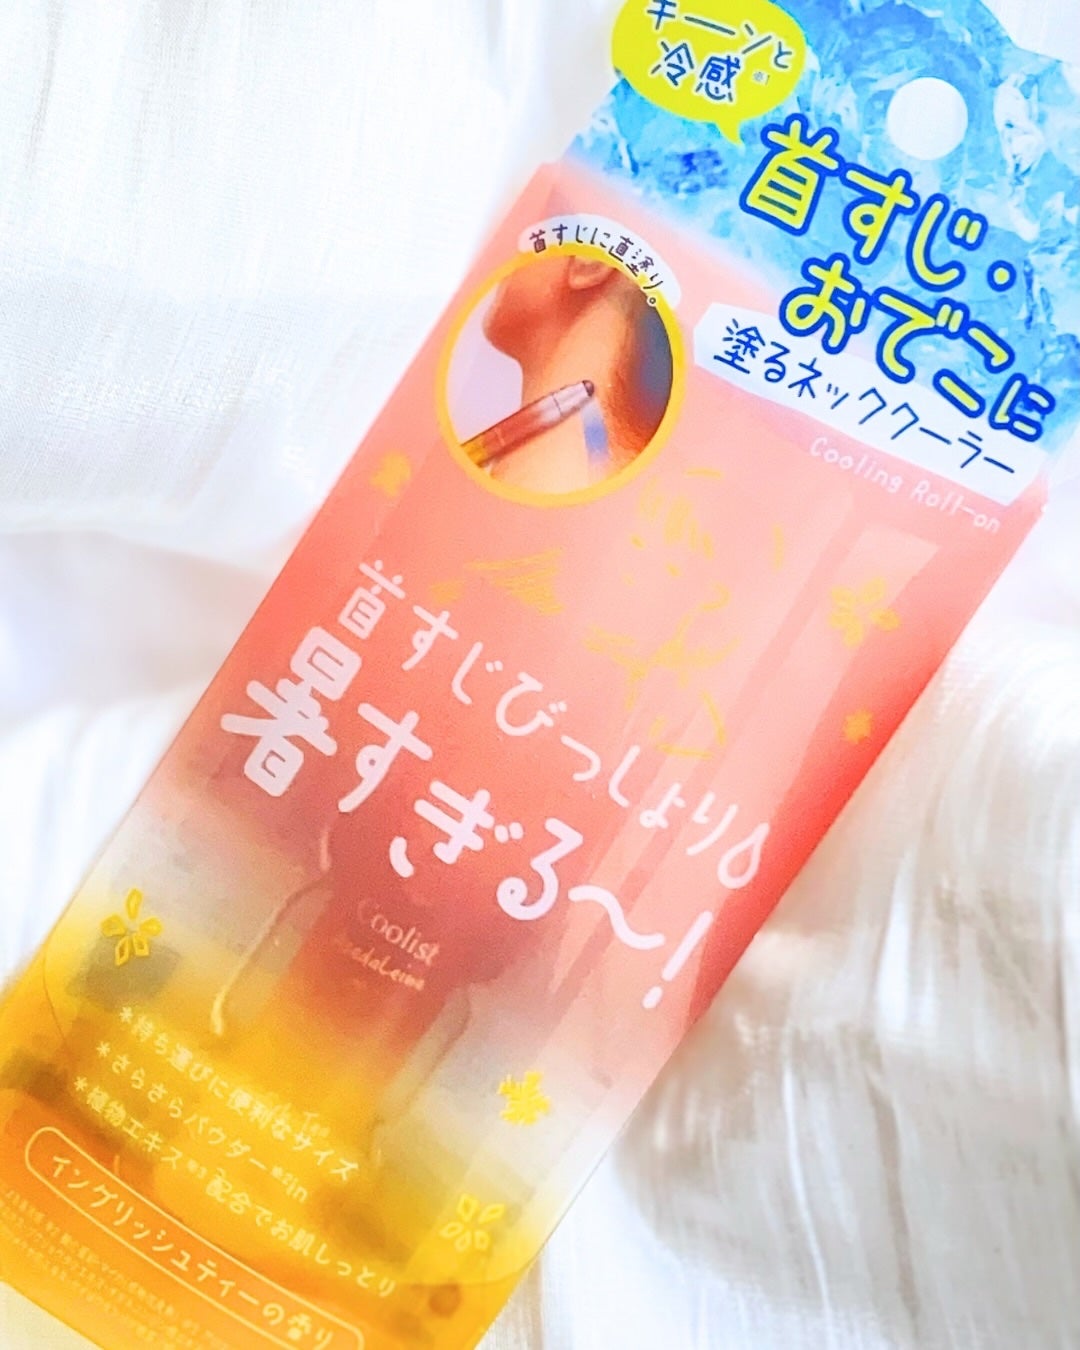 キーンと
冷感※1
首すじ・
おでこに
首すじに直塗り。
塗るネッククーラー
Cooling Roll-on
首すじびっしょり
暑すぎる～!
Coolist
*持ち運びに便利なサイズ
*さらさらパウダー※2in
*植物エキス※3配合でお肌しっとり
イングリッシュティーの香り